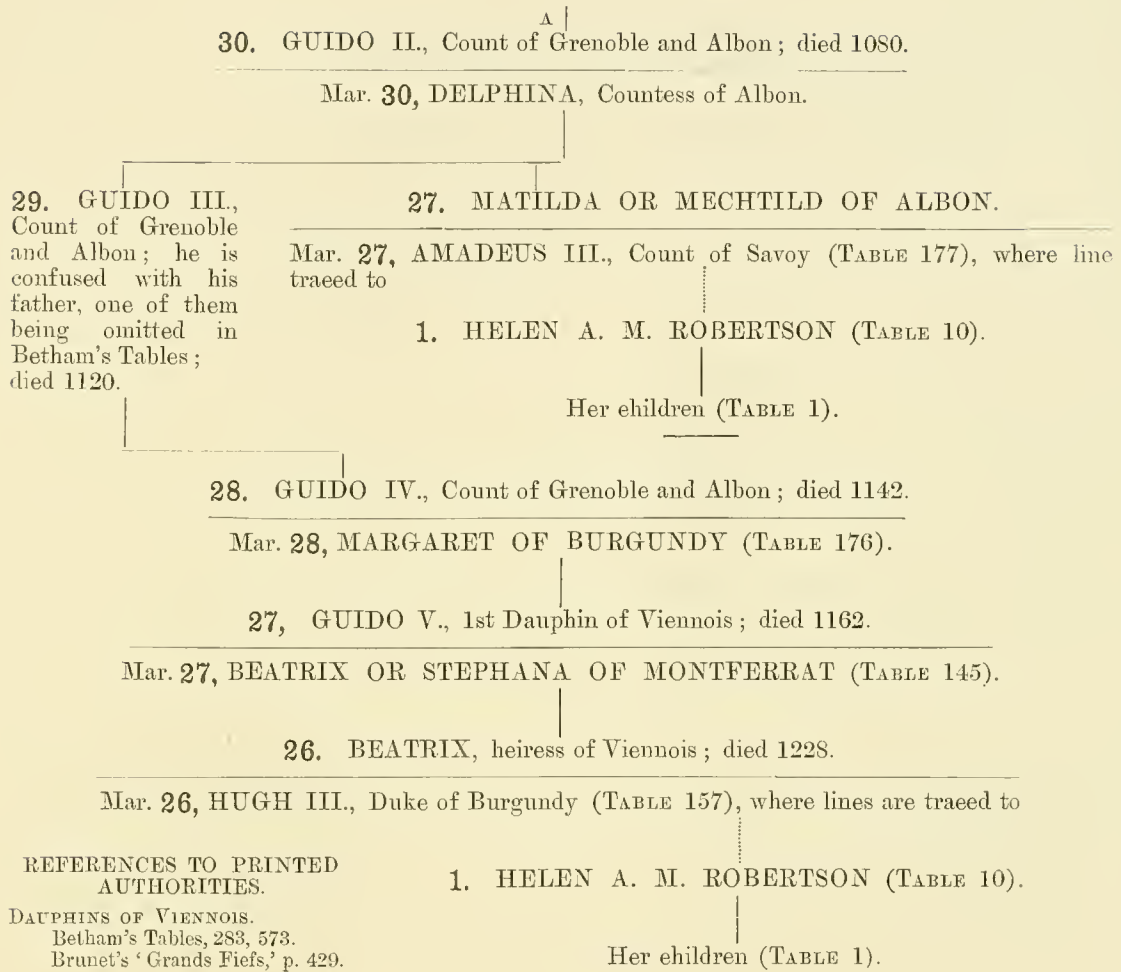 A
30. GUIDO II., Count of Grenoble and Albon; died 1080.
Mar. 30, DELPHINA, Countess of Albon.
29. GUIDO III.,
Count of Grenoble
and Albon; he is
confused with his
father, one of them
being omitted in
Betham's Tables;
died 1120.
27. MATILDA OR MECHTILD OF ALBON.
Mar. 27, AMADEUS III., Count of Savoy (TABLE 177), where line
traced to
1. HELEN A. M. ROBERTSON (TABLE 10).
Her children (TABLE 1).
28. GUIDO IV., Count of Grenoble and Albon; died 1142.
Mar. 28, MARGARET OF BURGUNDY (TABLE 176).
27, GUIDO V., 1st Dauphin of Viennois; died 1162.
Mar. 27, BEATRIX OR STEPHANA OF MONTFERRAT (TABLE 145).
26. BEATRIX, heiress of Viennois; died 1228.
Mar. 26, HUGH III., Duke of Burgundy (TABLE 157), where lines are traced to
1. HELEN A. M. ROBERTSON (TABLE 10).
Her children (TABLE 1).
REFERENCES TO PRINTED
AUTHORITIES.
DAUPHINS OF VIENNOIS.
Betham's Tables, 283, 573.
Brunet's ‘Grands Fiefs,’ p. 429.